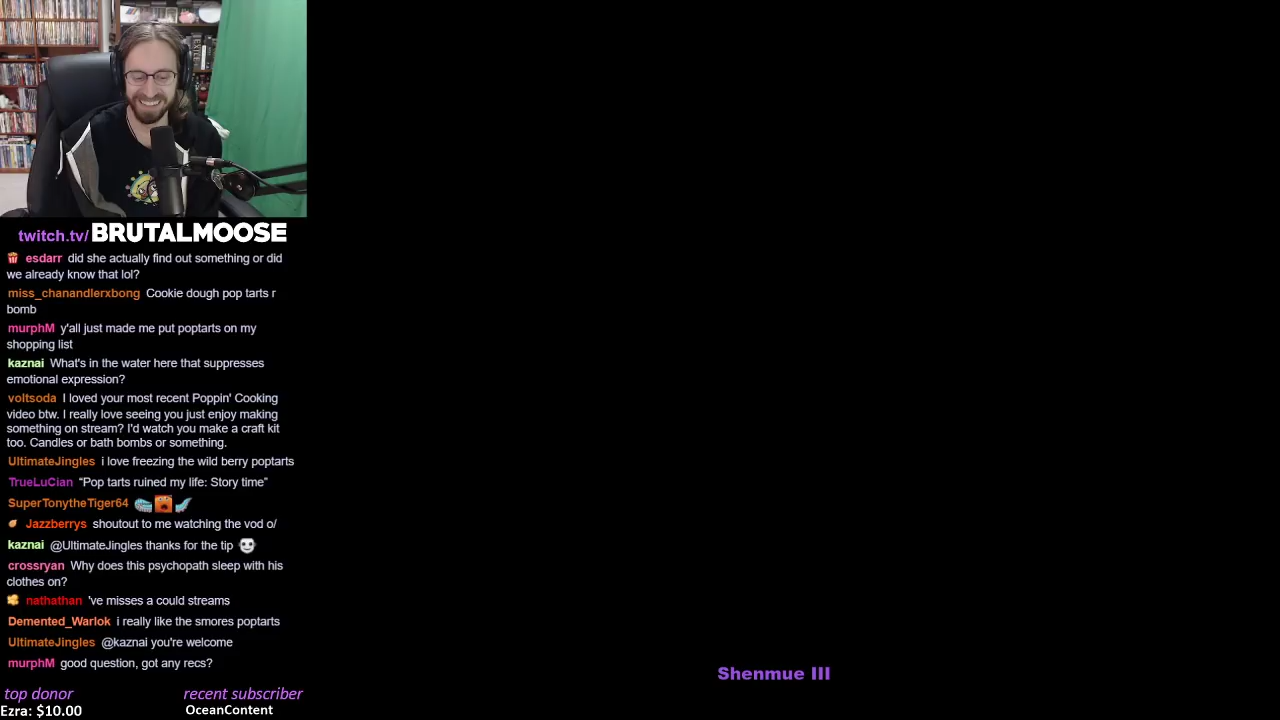 twitch.tv/BRUTALMOOSE
esdarr did she actually find out something or did
we already know that lol?
miss_chanandlerxbong Cookie dough pop tarts r
bomb
murphM y'all just made me put poptarts on my
shopping list
kaznai What's in the water here that suppresses
emotional expression?
voltsoda I loved your most recent Poppin' Cooking
video btw. I really love seeing you just enjoy making
something on stream? I'd watch you make a craft kit
too. Candles or bath bombs or something.
UltimateJingles i love freezing the wild berry poptarts
TrueLuCian “Pop tarts ruined my life: Story time”
SuperTonytheTiger64
Jazzberrys shoutout to me watching the vod o/
kaznai @UltimateJingles thanks for the tip
crossryan Why does this psychopath sleep with his
clothes on?
nathathan 've misses a could streams
Demented_Warlok i really like the smores poptarts
UltimateJingles @kaznai you're welcome
murphM good question, got any recs?
Shenmue III
top donor
Ezra: $10.00
recent subscriber
OceanContent